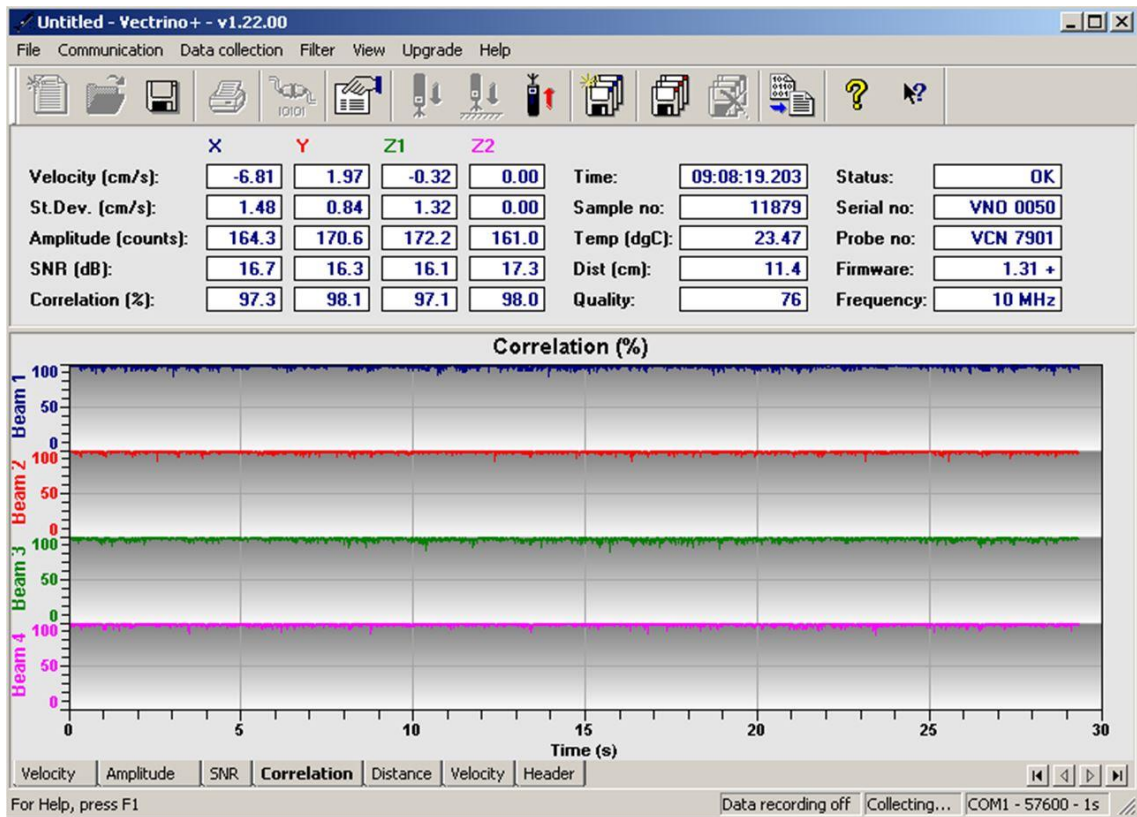 Untitled - Vectrino+ - v1.22.00
File Communication Data collection Filter View Upgrade Help
X Y Z1 Z2
Velocity (cm/s): -6.81 1.97 -0.32 0.00 Time: 09:08:19.203 Status: OK
St.Dev. (cm/s): 1.48 0.84 1.32 0.00 Sample no: 11879 Serial no: VNO 0050
Amplitude (counts): 164.3 170.6 172.2 161.0 Temp (dgC): 23.47 Probe no: VCN 7901
SNR (dB): 16.7 16.3 16.1 17.3 Dist (cm): 11.4 Firmware: 1.31 +
Correlation (%): 97.3 98.1 97.1 98.0 Quality: 76 Frequency: 10 MHz
Correlation (%)
Beam 1
100
50
0
Beam 2
100
50
0
Beam 3
100
50
0
Beam 4
100
50
0
0 5 10 15 20 25 30
Time (s)
Velocity Amplitude SNR Correlation Distance Velocity Header
For Help, press F1 Data recording off Collecting... COM1 - 57600 - 1s